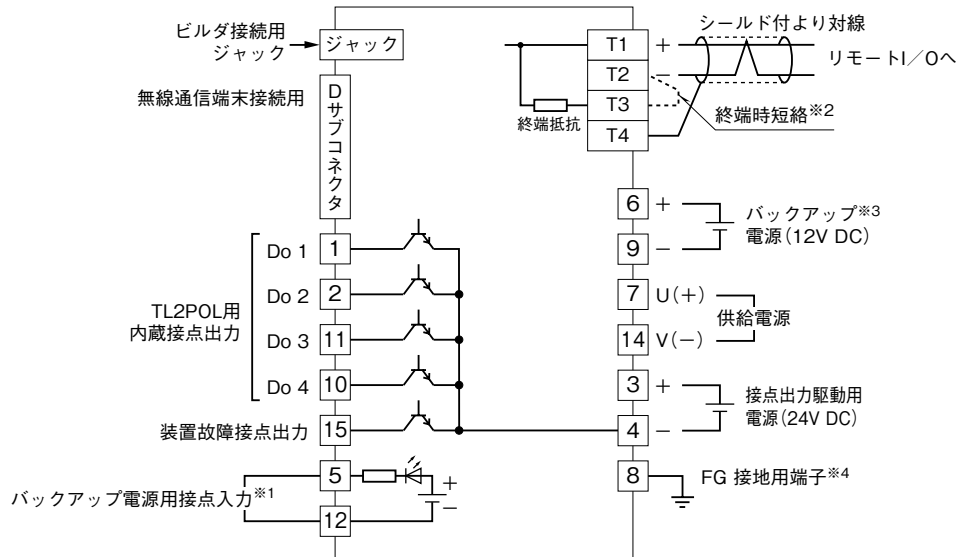 ビルダ接続用
ジャック
ジャック
無線通信端末接続用
Dサブコネクタ
T1
+
T2
−
T3
T4
終端抵抗
シールド付より対線
リモートI／Oへ
終端時短絡※2
TL2POL用
内蔵接点出力
Do 1
1
Do 2
2
Do 3
11
Do 4
10
装置故障接点出力
15
バックアップ電源用接点入力※1
5
12
+
−
6
+
9
−
バックアップ※3
電源（12V DC）
7
U（+）
14
V（−）
供給電源
3
+
4
−
接点出力駆動用
電源（24V DC）
8
FG 接地用端子※4